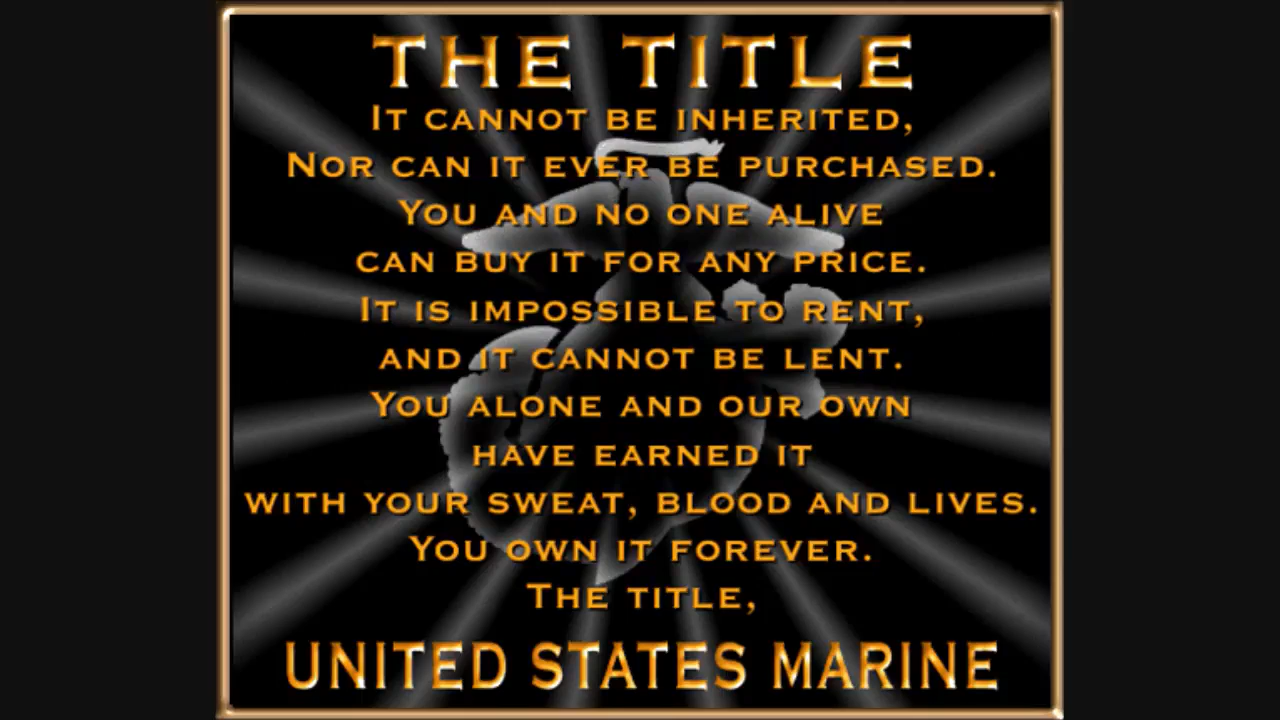 THE TITLE
IT CANNOT BE INHERITED,
NOR CAN IT EVER BE PURCHASED.
YOU AND NO ONE ALIVE
CAN BUY IT FOR ANY PRICE.
IT IS IMPOSSIBLE TO RENT,
AND IT CANNOT BE LENT.
YOU ALONE AND OUR OWN
HAVE EARNED IT
WITH YOUR SWEAT, BLOOD AND LIVES.
YOU OWN IT FOREVER.
THE TITLE,
UNITED STATES MARINE